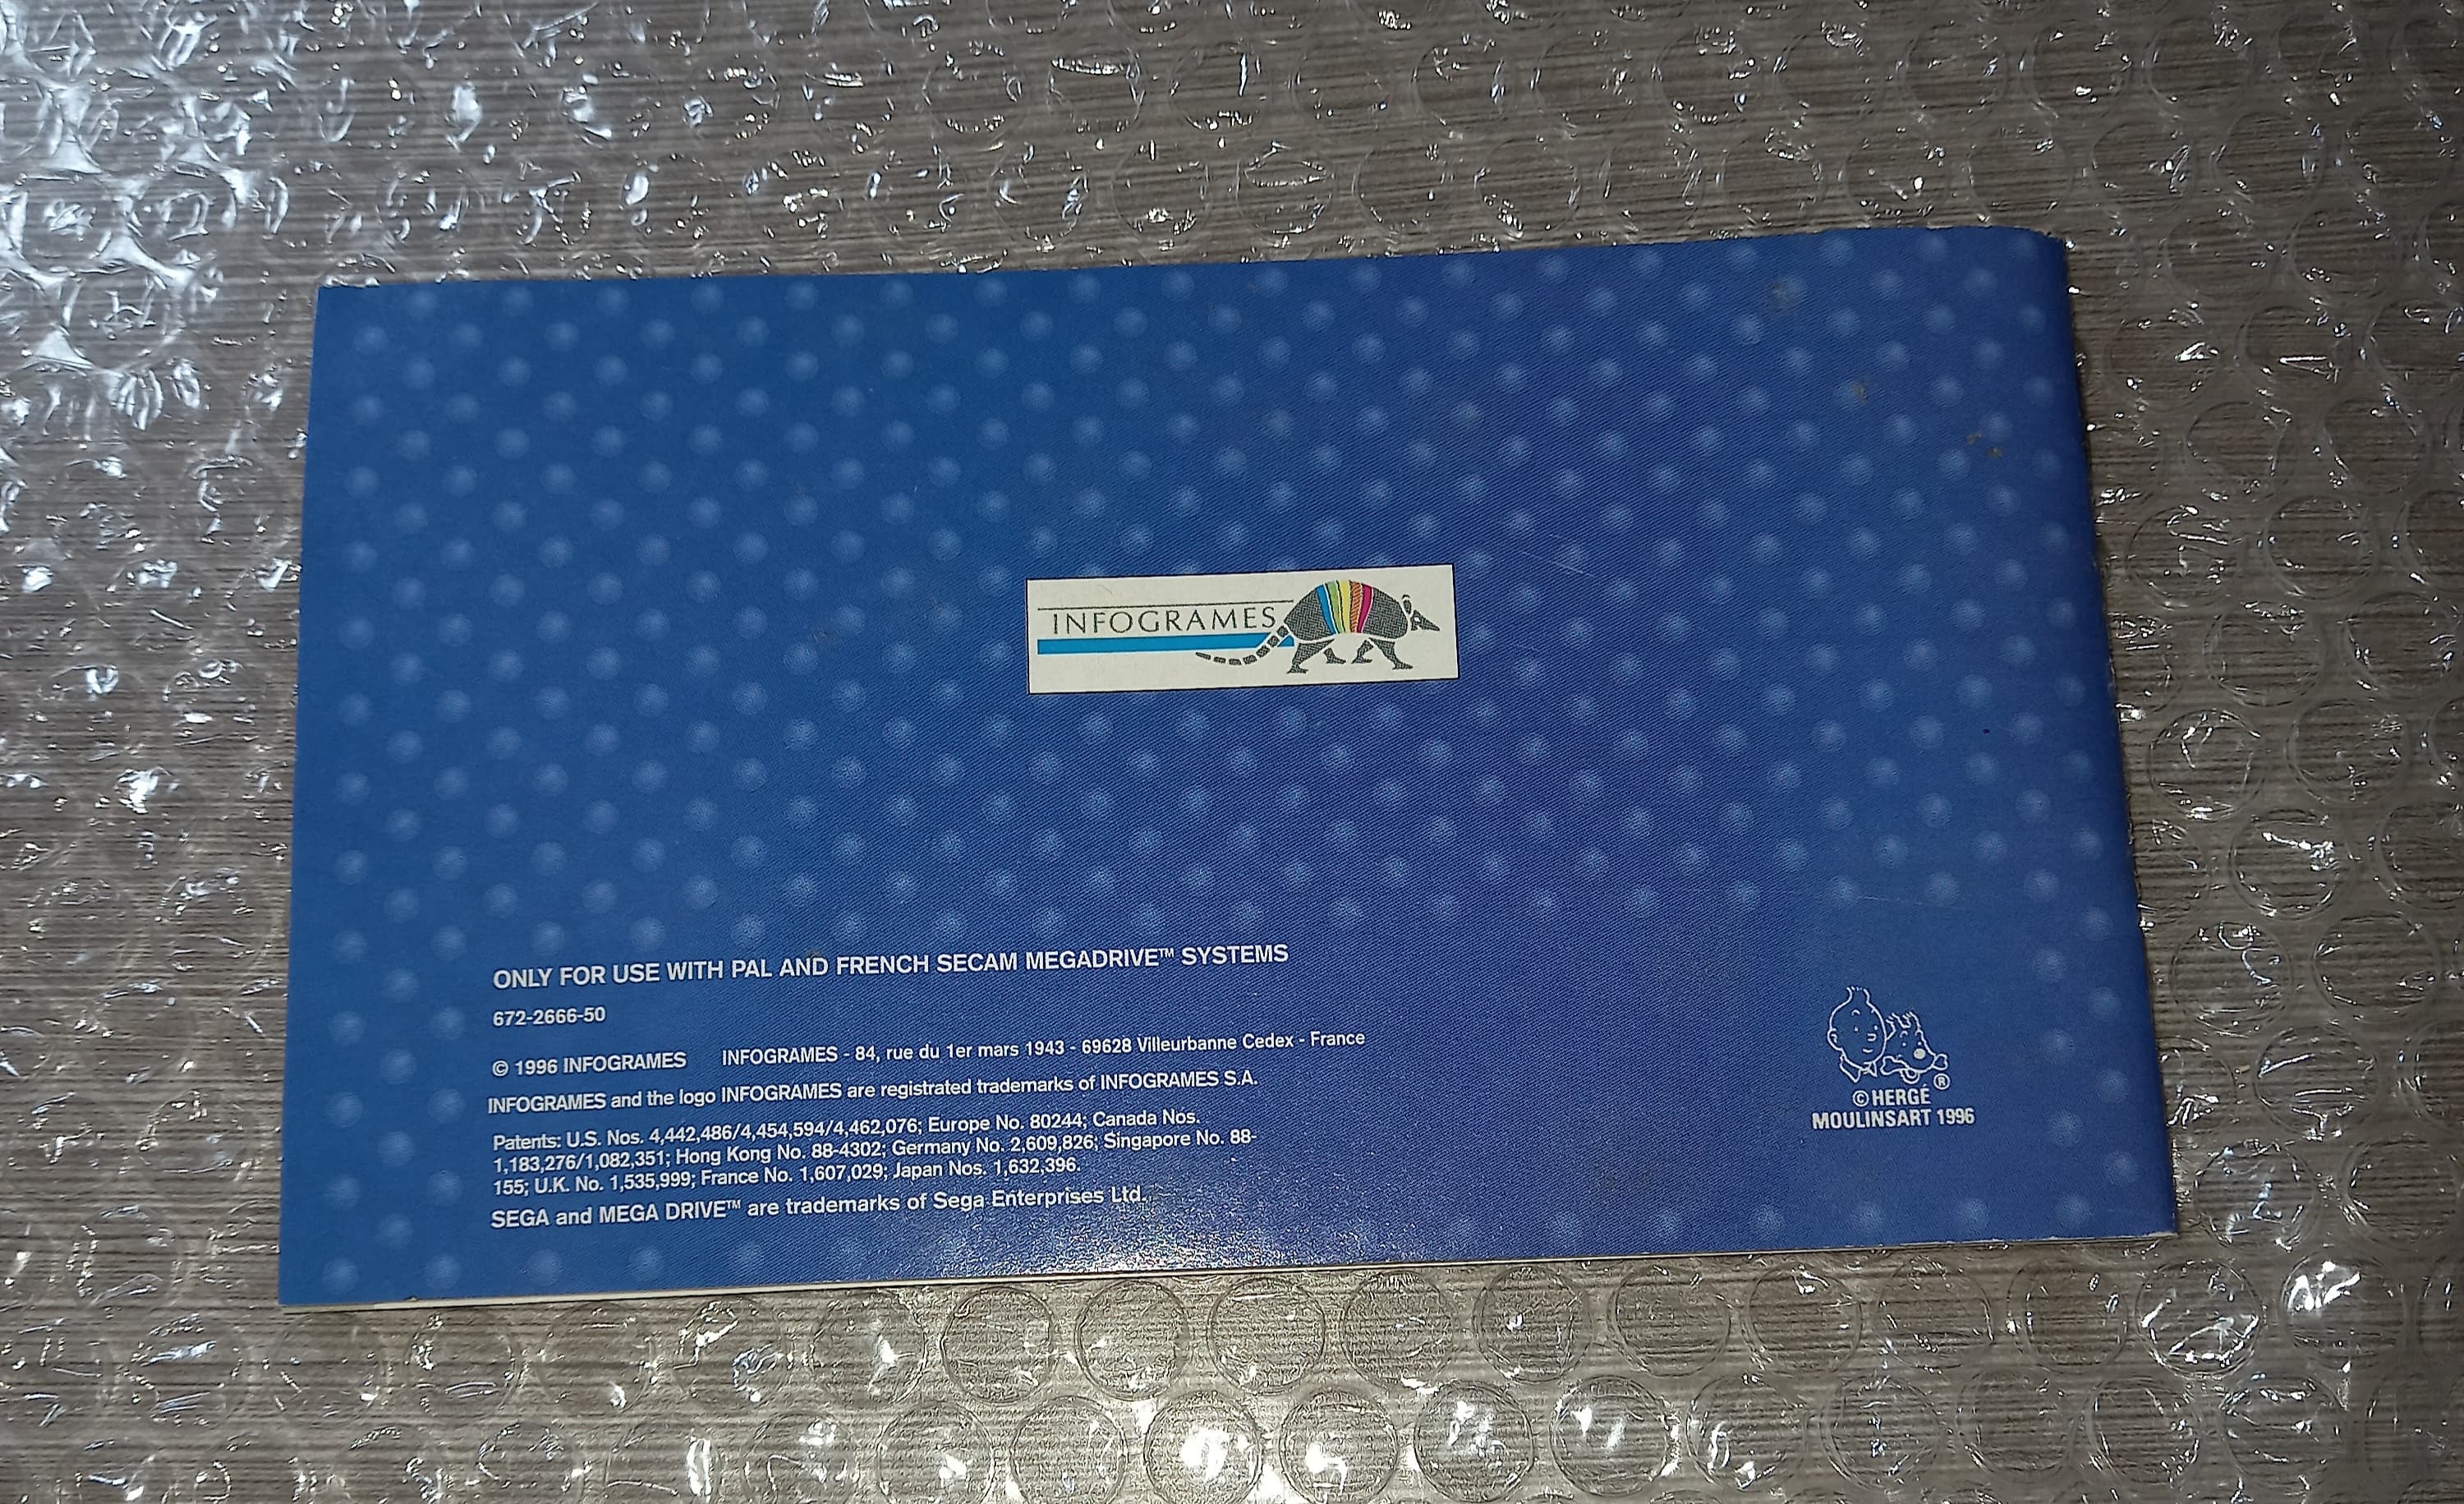 INFOGRAMES
ONLY FOR USE WITH PAL AND FRENCH SECAM MEGADRIVE™ SYSTEMS
672-2666-50
© 1996 INFOGRAMES INFOGRAMES - 84, rue du 1er mars 1943 - 69628 Villeurbanne Cedex - France
INFOGRAMES and the logo INFOGRAMES are registrated trademarks of INFOGRAMES S.A.
Patents: U.S. Nos. 4,442,486/4,454,594/4,462,076; Europe No. 80244; Canada Nos.
1,183,276/1,082,351; Hong Kong No. 88-4302; Germany No. 2,609,826; Singapore No. 88-
155; U.K. No. 1,535,999; France No. 1,607,029; Japan Nos. 1,632,396.
SEGA and MEGA DRIVE™ are trademarks of Sega Enterprises Ltd.
®
© HERGÉ
MOULINSART 1996